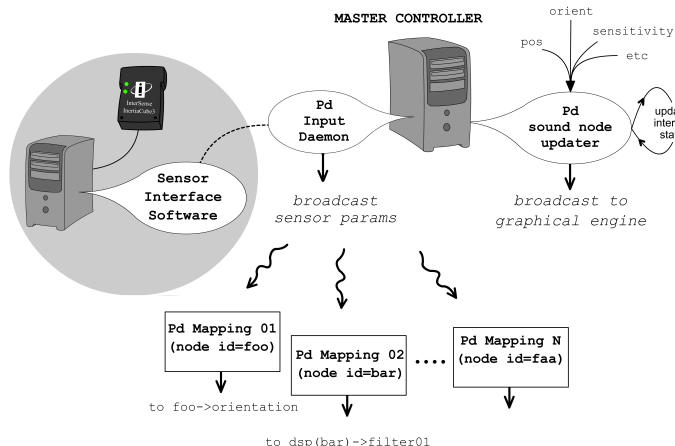 MASTER CONTROLLER
orient
sensitivity
pos
etc
InterSense
InertiaCube3
Pd
Input
Daemon
Pd
sound node
updater
Sensor
Interface
Software
broadcast
sensor params
broadcast to
graphical engine
Pd Mapping 01
(node id=foo)
Pd Mapping 02
(node id=bar)
....
Pd Mapping N
(node id=faa)
to foo->orientation
to dsp(bar)->filter01